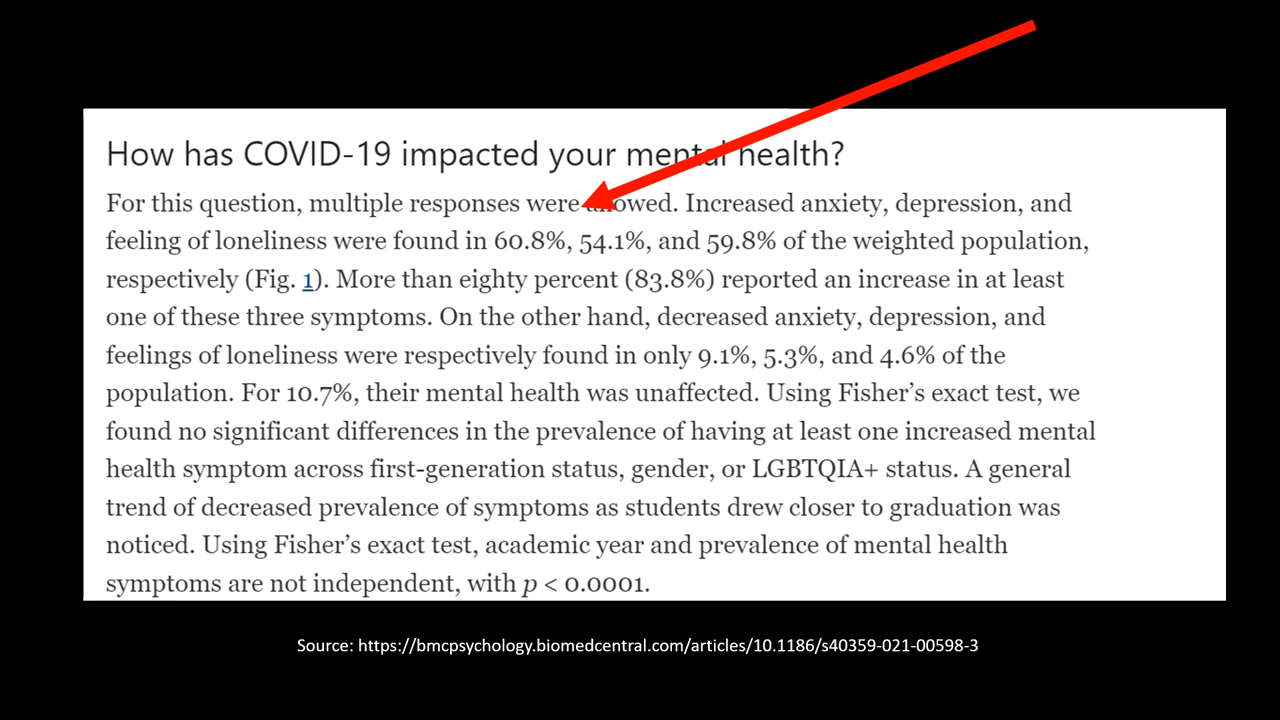 How has COVID-19 impacted your mental health?
For this question, multiple responses were allowed. Increased anxiety, depression, and
feeling of loneliness were found in 60.8%, 54.1%, and 59.8% of the weighted population,
respectively (Fig. 1). More than eighty percent (83.8%) reported an increase in at least
one of these three symptoms. On the other hand, decreased anxiety, depression, and
feelings of loneliness were respectively found in only 9.1%, 5.3%, and 4.6% of the
population. For 10.7%, their mental health was unaffected. Using Fisher’s exact test, we
found no significant differences in the prevalence of having at least one increased mental
health symptom across first-generation status, gender, or LGBTQIA+ status. A general
trend of decreased prevalence of symptoms as students drew closer to graduation was
noticed. Using Fisher’s exact test, academic year and prevalence of mental health
symptoms are not independent, with p < 0.0001.
Source: https://bmcpsychology.biomedcentral.com/articles/10.1186/s40359-021-00598-3